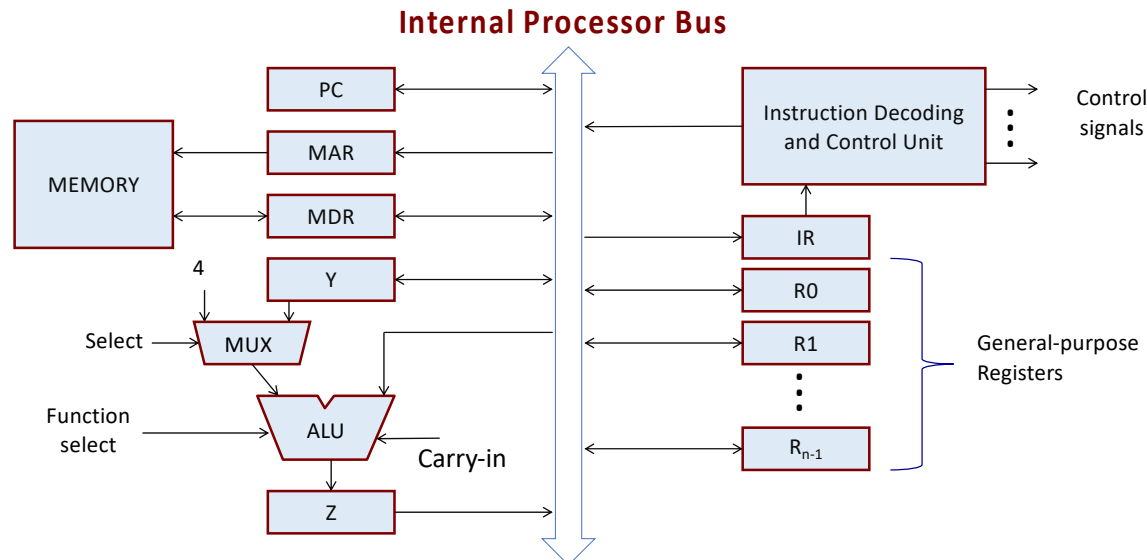 Internal Processor Bus
PC
MAR
MEMORY
MDR
4
Y
Select
MUX
Function
select
ALU
Carry-in
Z
Instruction Decoding
and Control Unit
Control
signals
IR
R0
R1
General-purpose
Registers
Rn-1